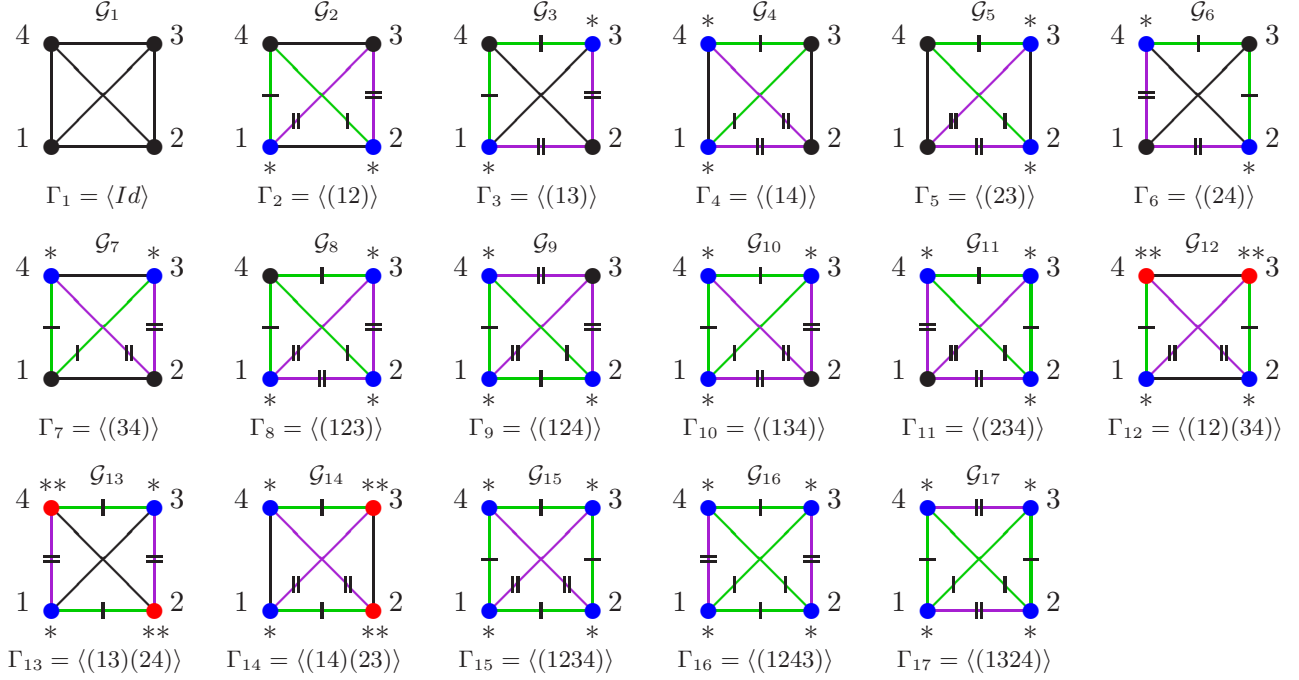 𝒢₁ 𝒢₂ 𝒢₃ 𝒢₄ 𝒢₅ 𝒢₆
4 3 4 3 * 4 3 * 4 * 3 4 3 * 4 * 3
1 2 1 * 2 * 1 * 2 1 * 2 1 2 * 1 2 *
Γ₁ = ⟨Id⟩ Γ₂ = ⟨(12)⟩ Γ₃ = ⟨(13)⟩ Γ₄ = ⟨(14)⟩ Γ₅ = ⟨(23)⟩ Γ₆ = ⟨(24)⟩
𝒢₇ 𝒢₈ 𝒢₉ 𝒢₁₀ 𝒢₁₁ 𝒢₁₂
4 * 3 * 4 3 * 4 * 3 4 * 3 * 4 * 3 * 4 ** 3 **
1 2 1 * 2 * 1 * 2 * 1 * 2 1 2 * 1 * 2 *
Γ₇ = ⟨(34)⟩ Γ₈ = ⟨(123)⟩ Γ₉ = ⟨(124)⟩ Γ₁₀ = ⟨(134)⟩ Γ₁₁ = ⟨(234)⟩ Γ₁₂ = ⟨(12)(34)⟩
𝒢₁₃ 𝒢₁₄ 𝒢₁₅ 𝒢₁₆ 𝒢₁₇
4 ** 3 * 4 * 3 ** 4 * 3 * 4 * 3 * 4 * 3 *
1 * 2 ** 1 * 2 ** 1 * 2 * 1 * 2 * 1 * 2 *
Γ₁₃ = ⟨(13)(24)⟩ Γ₁₄ = ⟨(14)(23)⟩ Γ₁₅ = ⟨(1234)⟩ Γ₁₆ = ⟨(1243)⟩ Γ₁₇ = ⟨(1324)⟩